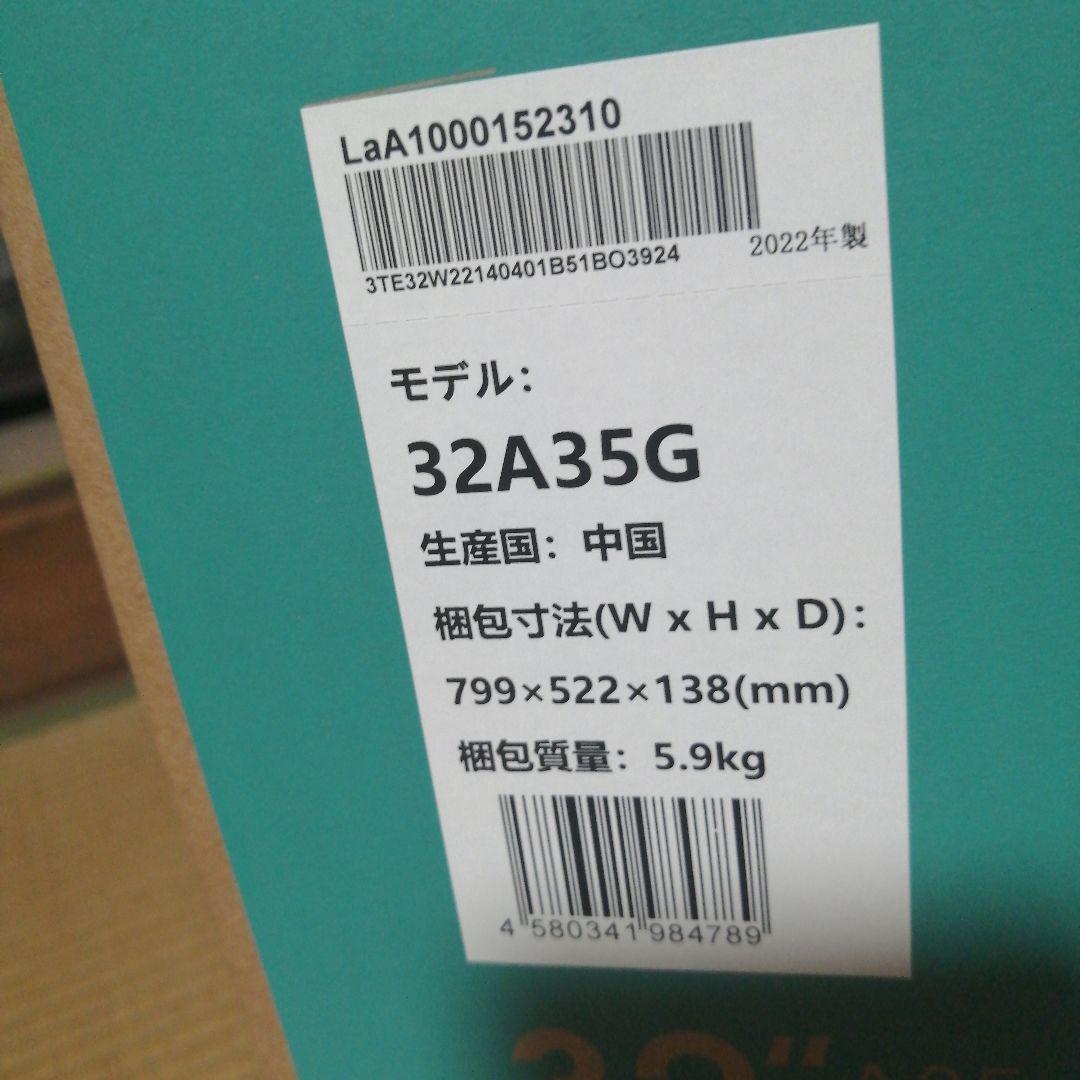 LaA1000152310
3TE32W22140401B51BO3924
2022年製
モデル:
32A35G
生産国: 中国
梱包寸法(W x H x D):
799×522×138(mm)
梱包質量: 5.9kg
4 580341 984789
32"